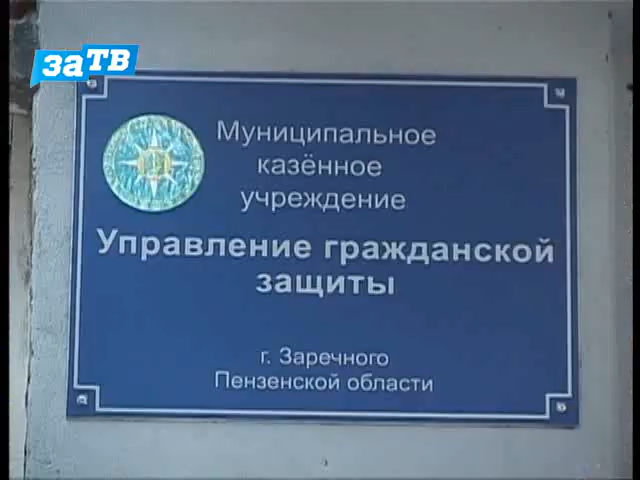 заТВ
Муниципальное
казённое
учреждение
Управление гражданской
защиты
г. Заречного
Пензенской области